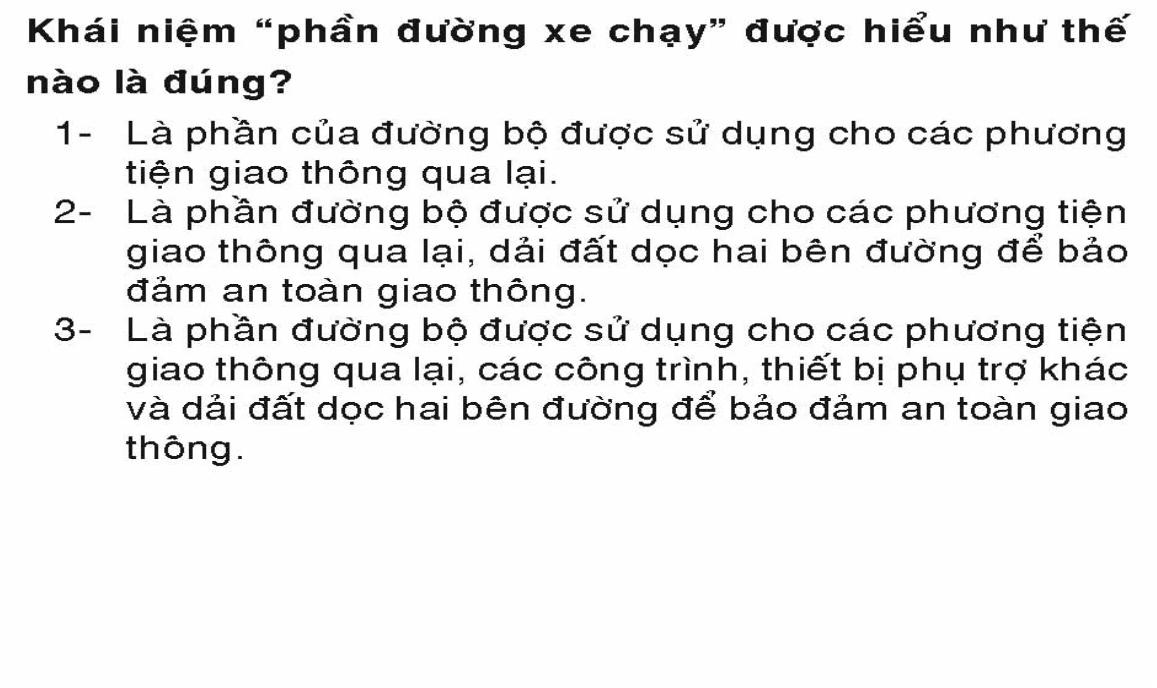 Khái niệm “phần đường xe chạy” được hiểu như thế
nào là đúng?
1- Là phần của đường bộ được sử dụng cho các phương
tiện giao thông qua lại.
2- Là phần đường bộ được sử dụng cho các phương tiện
giao thông qua lại, dải đất dọc hai bên đường để bảo
đảm an toàn giao thông.
3- Là phần đường bộ được sử dụng cho các phương tiện
giao thông qua lại, các công trình, thiết bị phụ trợ khác
và dải đất dọc hai bên đường để bảo đảm an toàn giao
thông.